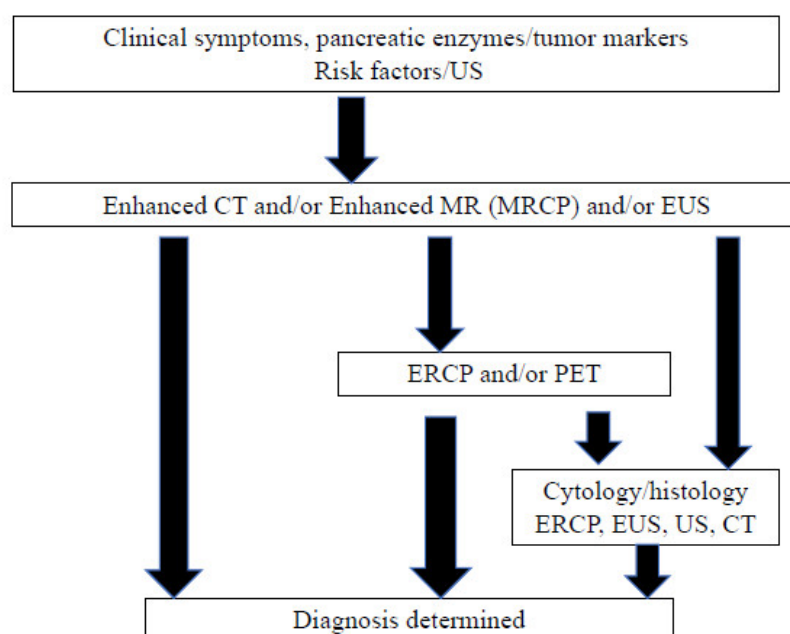 Clinical symptoms, pancreatic enzymes/tumor markers
Risk factors/US
Enhanced CT and/or Enhanced MR (MRCP) and/or EUS
ERCP and/or PET
Cytology/histology
ERCP, EUS, US, CT
Diagnosis determined